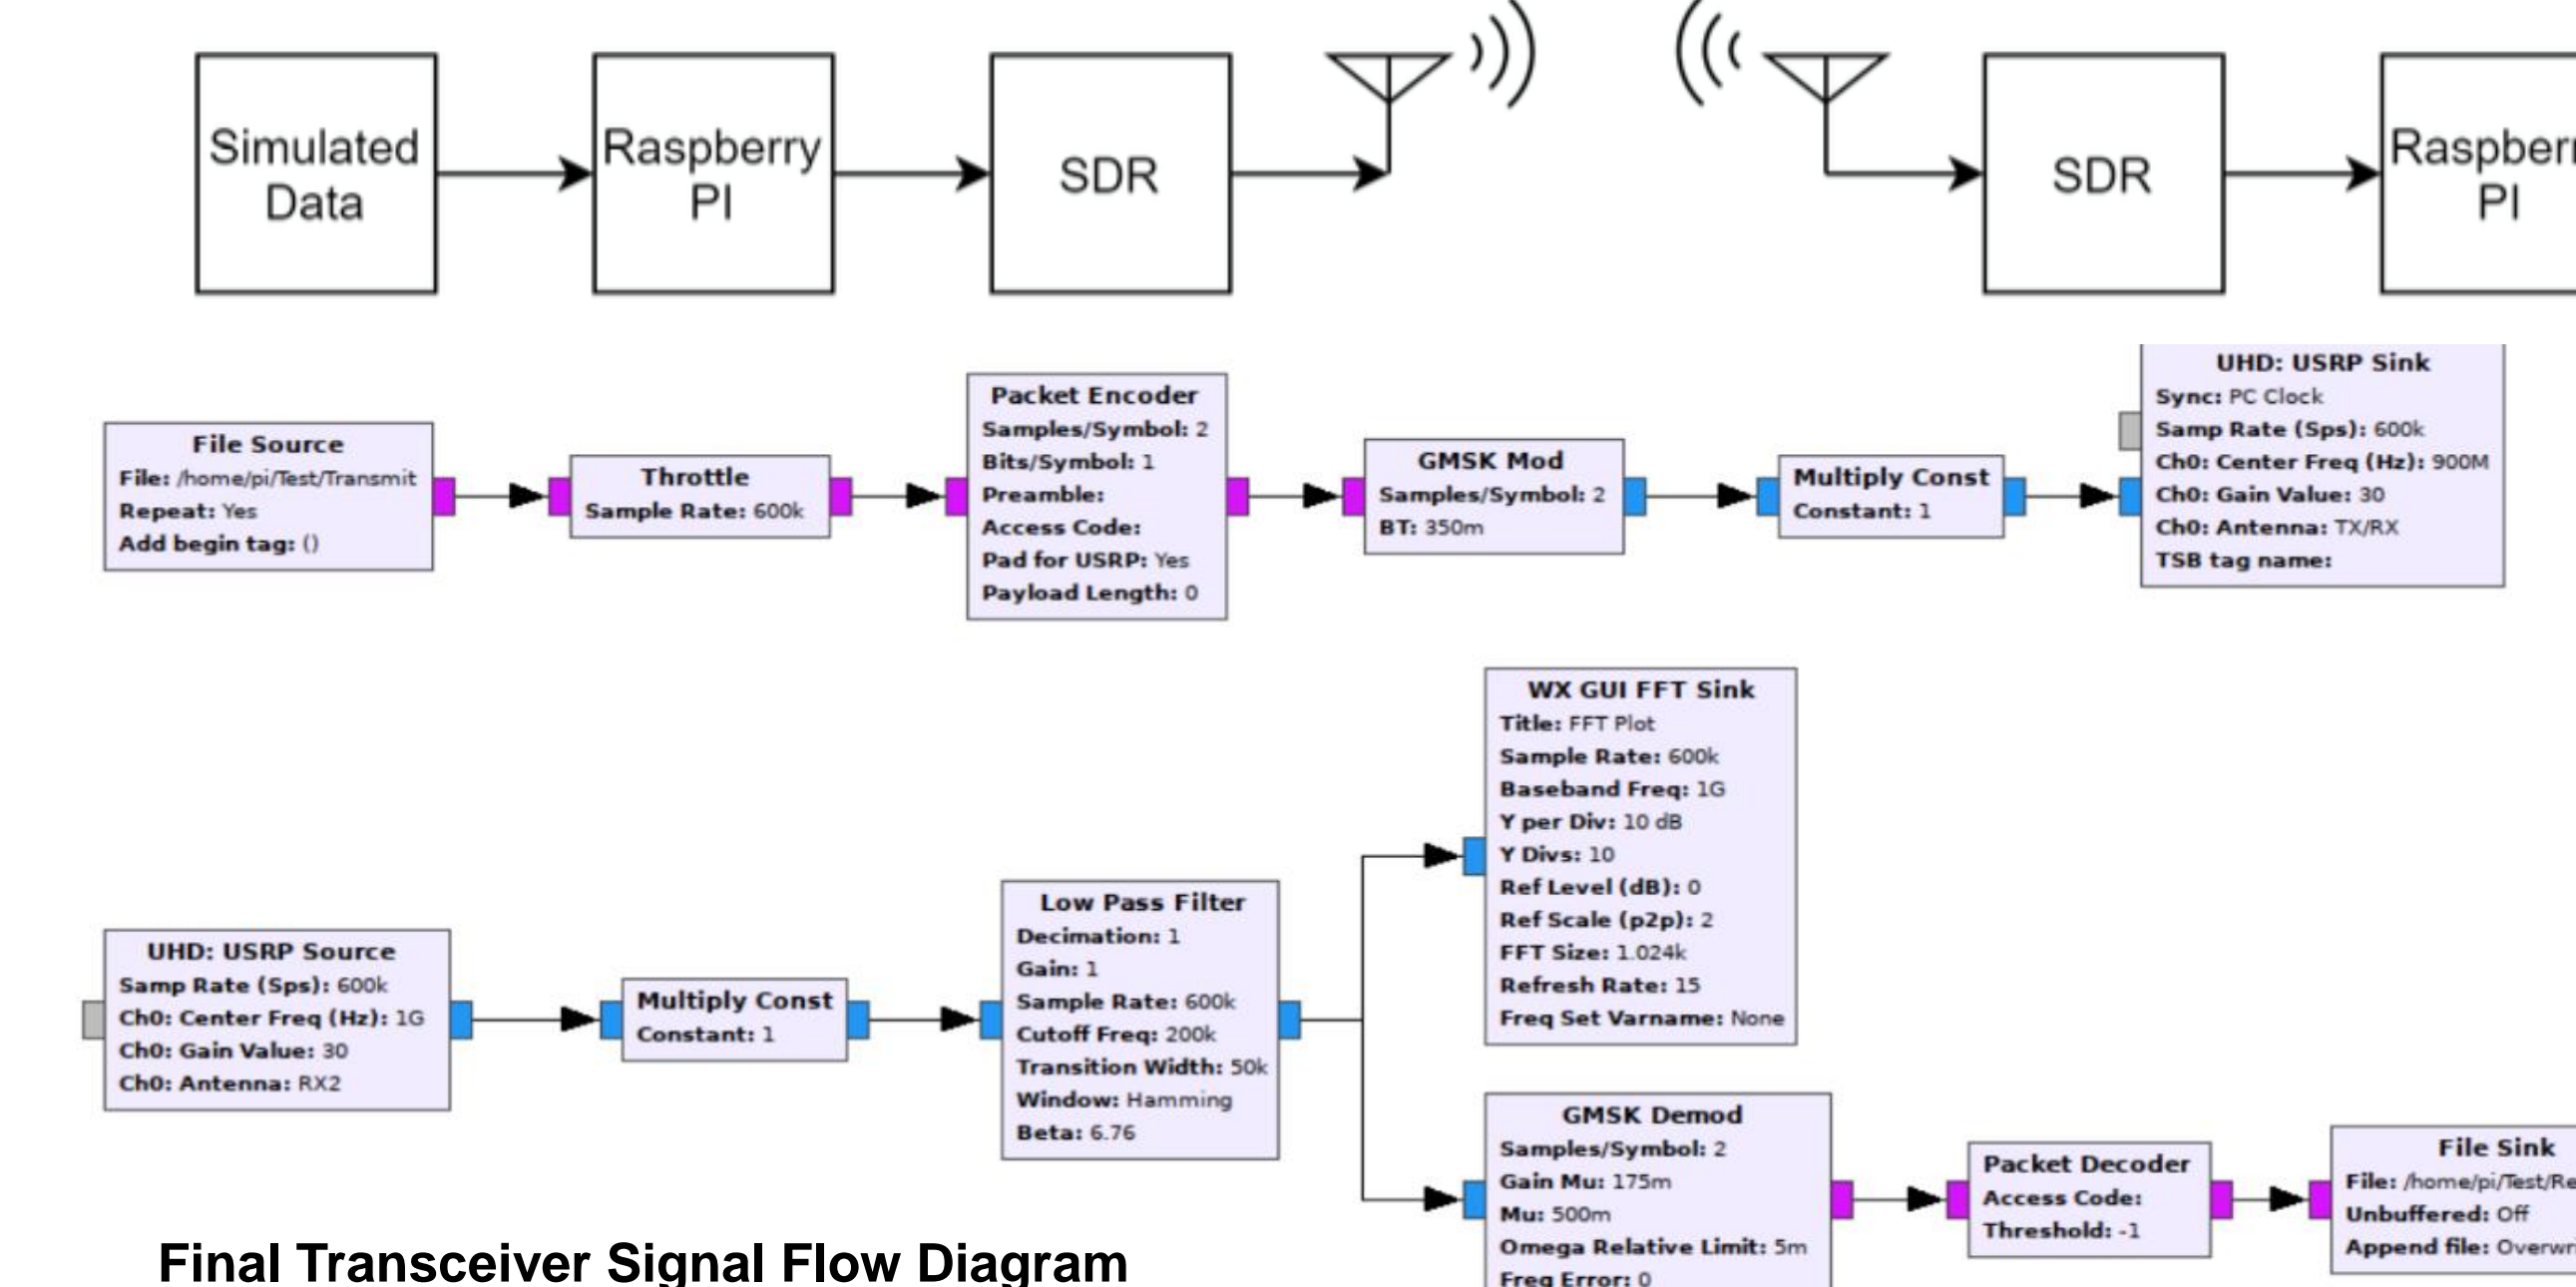 Simulated
Data
Raspberry
PI
SDR
SDR
PI
File Source
File: /home/pi/Test/Transmit
Repeat: Yes
Add begin tag: ()
Throttle
Sample Rate: 600k
Packet Encoder
Samples/Symbol: 2
Bits/Symbol: 1
Preamble:
Access Code:
Pad for USRP: Yes
Payload Length: 0
GMSK Mod
Samples/Symbol: 2
BT: 350m
Multiply Const
Constant: 1
UHD: USRP Sink
Sync: PC Clock
Samp Rate (Sps): 600k
Ch0: Center Freq (Hz): 900M
Ch0: Gain Value: 30
Ch0: Antenna: TX/RX
TSB tag name:
UHD: USRP Source
Samp Rate (Sps): 600k
Ch0: Center Freq (Hz): 1G
Ch0: Gain Value: 30
Ch0: Antenna: RX2
Multiply Const
Constant: 1
Low Pass Filter
Decimation: 1
Gain: 1
Sample Rate: 600k
Cutoff Freq: 200k
Transition Width: 50k
Window: Hamming
Beta: 6.76
WX GUI FFT Sink
Title: FFT Plot
Sample Rate: 600k
Baseband Freq: 1G
Y per Div: 10 dB
Y Divs: 10
Ref Level (dB): 0
Ref Scale (p2p): 2
FFT Size: 1.024k
Refresh Rate: 15
Freq Set Varname: None
GMSK Demod
Samples/Symbol: 2
Gain Mu: 175m
Mu: 500m
Omega Relative Limit: 5m
Freq Error: 0
Packet Decoder
Access Code:
Threshold: -1
File Sink
File: /home/pi/Test/Re
Unbuffered: Off
Append file:
Final Transceiver Signal Flow Diagram